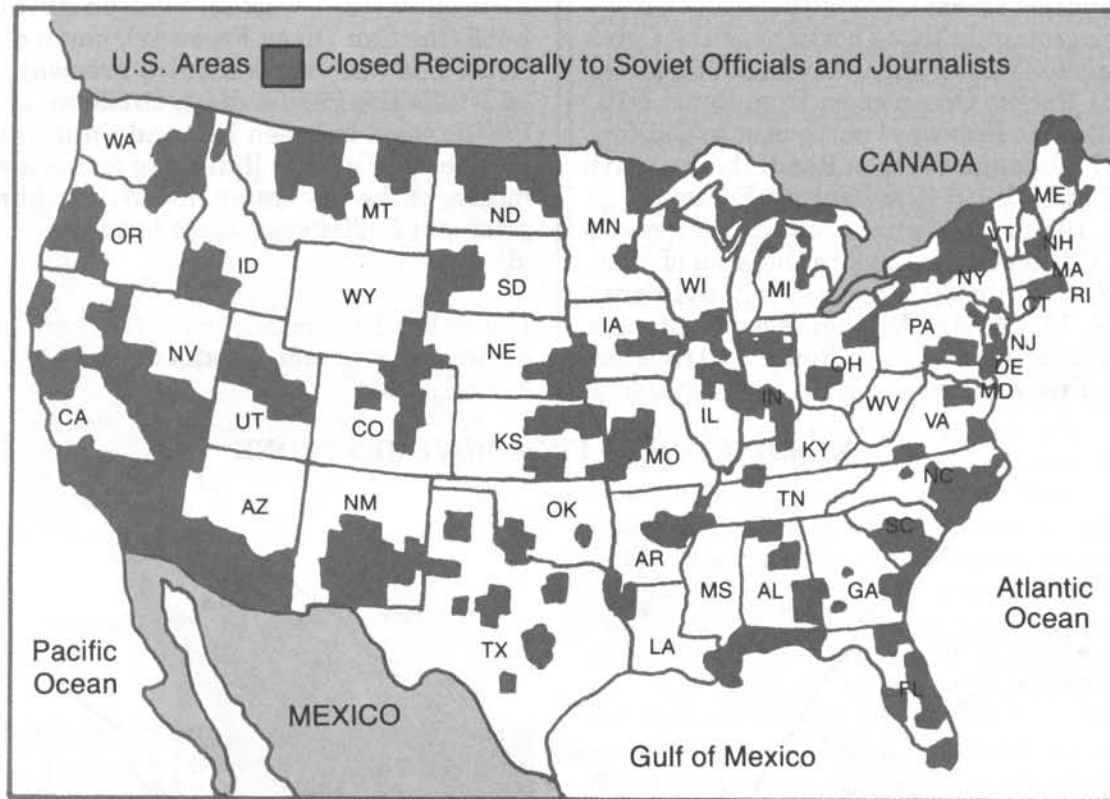 U.S. Areas Closed Reciprocally to Soviet Officials and Journalists
CANADA
WA
MT
ND
MN
ME
OR
ID
WY
SD
WI
MI
VT
NH
NY
MA
CT
RI
NV
UT
CO
NE
IA
PA
NJ
OH
DE
MD
CA
KS
MO
IL
IN
WV
VA
KY
AZ
NM
OK
AR
TN
NC
SC
TX
LA
MS
AL
GA
FL
Pacific
Ocean
MEXICO
Gulf of Mexico
Atlantic
Ocean